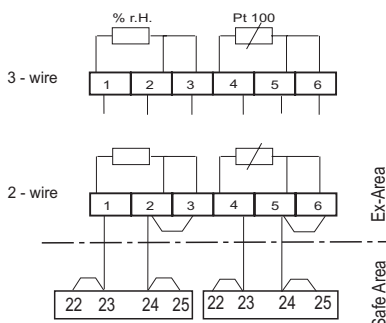 % r.H. Pt 100
3 - wire
1 2 3 4 5 6
2 - wire
1 2 3 4 5 6
Ex-Area
Safe Area
22 23 24 25 22 23 24 25